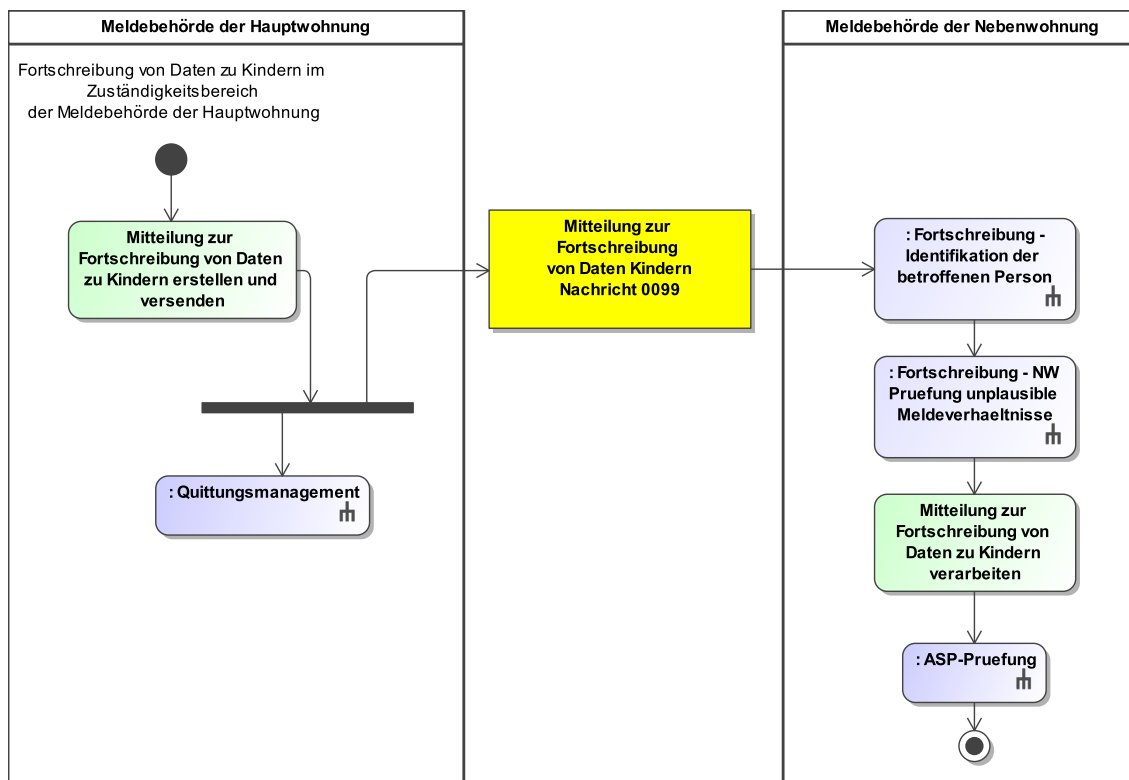 Meldebehörde der Hauptwohnung
Fortschreibung von Daten zu Kindern im
Zuständigkeitsbereich
der Meldebehörde der Hauptwohnung
Mitteilung zur
Fortschreibung von Daten
zu Kindern erstellen und
versenden
: Quittungsmanagement
Mitteilung zur
Fortschreibung
von Daten Kindern
Nachricht 0099
Meldebehörde der Nebenwohnung
: Fortschreibung -
Identifikation der
betroffenen Person
: Fortschreibung - NW
Pruefung unplausible
Meldeverhaeltnisse
Mitteilung zur
Fortschreibung von
Daten zu Kindern
verarbeiten
: ASP-Pruefung